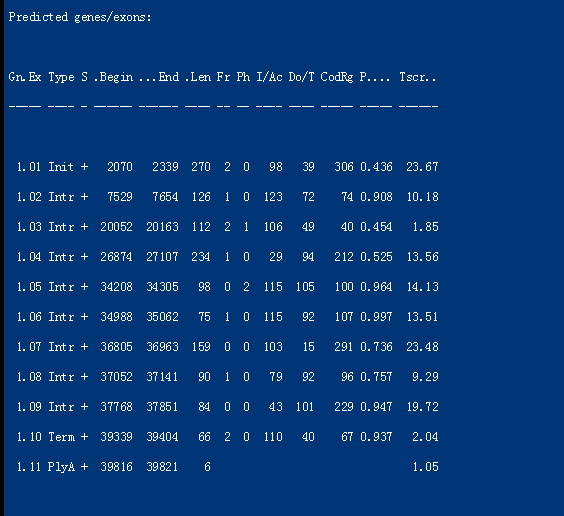 Predicted genes/exons:
Gn.Ex Type S .Begin ...End .Len Fr Ph I/Ac Do/T CodRg P.... Tscr..
----- ---- - ------ ------ ---- -- -- ---- ---- ----- ----- ------
1.01 Init + 2070 2339 270 2 0 98 39 306 0.436 23.67
1.02 Intr + 7529 7654 126 1 0 123 72 74 0.908 10.18
1.03 Intr + 20052 20163 112 2 1 106 49 40 0.454 1.85
1.04 Intr + 26874 27107 234 1 0 29 94 212 0.525 13.56
1.05 Intr + 34208 34305 98 0 2 115 105 100 0.964 14.13
1.06 Intr + 34988 35062 75 1 0 115 92 107 0.997 13.51
1.07 Intr + 36805 36963 159 0 0 103 15 291 0.736 23.48
1.08 Intr + 37052 37141 90 1 0 79 92 96 0.757 9.29
1.09 Intr + 37768 37851 84 0 0 43 101 229 0.947 19.72
1.10 Term + 39339 39404 66 2 0 110 40 67 0.937 2.04
1.11 PlyA + 39816 39821 6 1.05